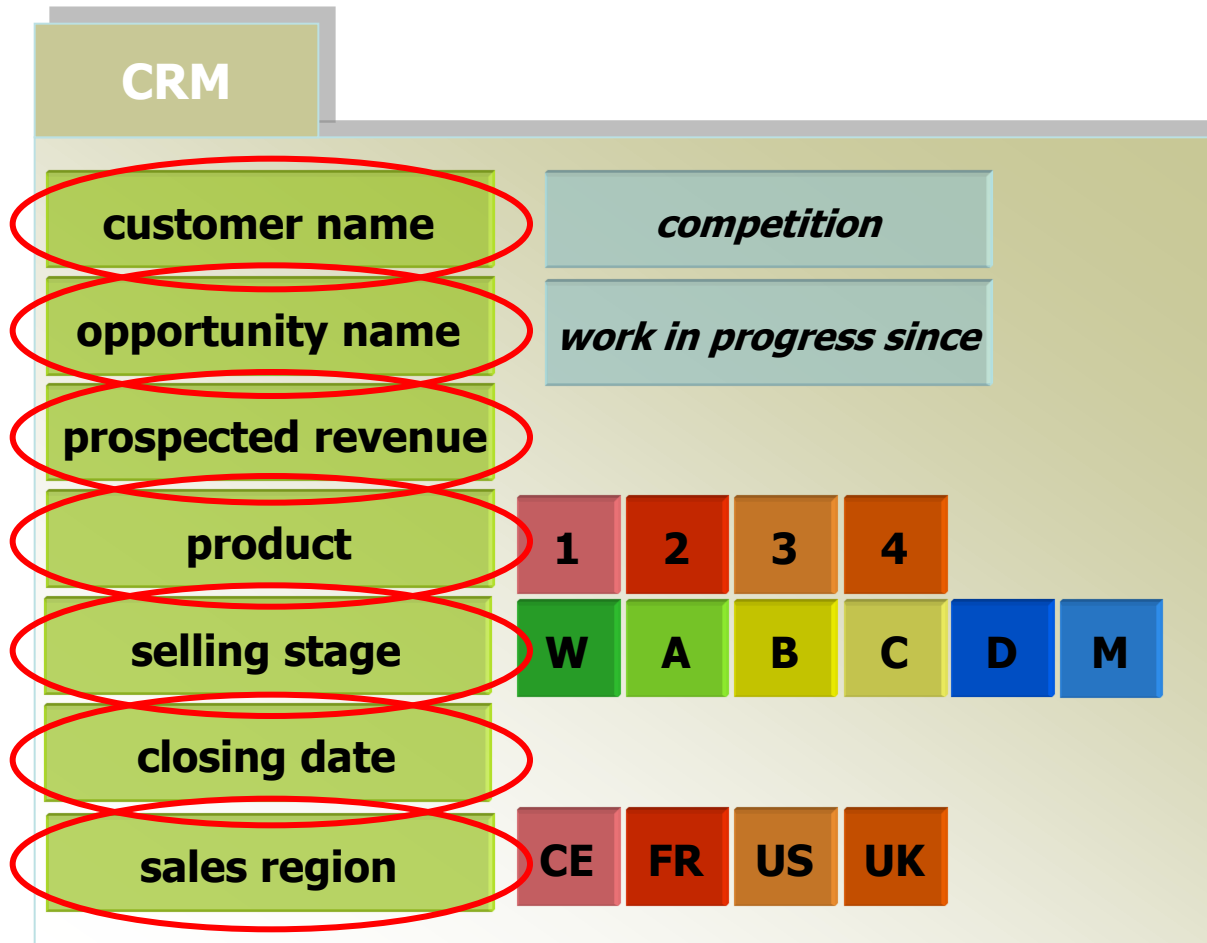 CRM
customer name
competition
opportunity name
work in progress since
prospected revenue
product
1 2 3 4
selling stage
W A B C D M
closing date
sales region
CE FR US UK